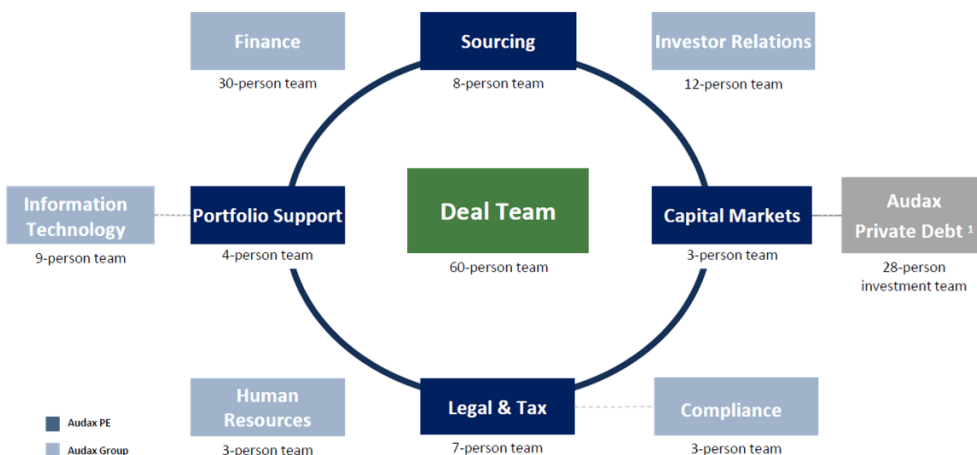 Finance
30-person team
Sourcing
8-person team
Investor Relations
12-person team
Information
Technology
9-person team
Portfolio Support
4-person team
Deal Team
60-person team
Capital Markets
3-person team
Audax
Private Debt 1
28-person
investment team
Human
Resources
3-person team
Legal & Tax
7-person team
Compliance
3-person team
Audax PE
Audax Group